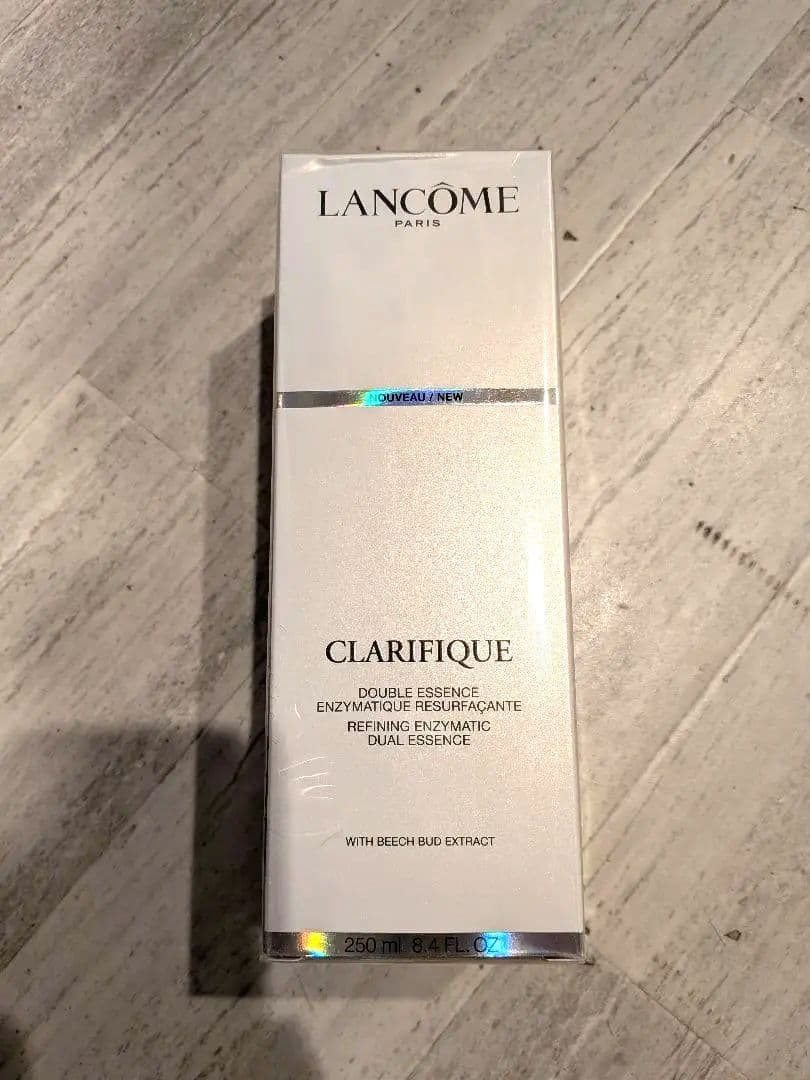 LANCÔME
PARIS
NOUVEAU / NEW
CLARIFIQUE
DOUBLE ESSENCE
ENZYMATIQUE RESURFAÇANTE
REFINING ENZYMATIC
DUAL ESSENCE
WITH BEECH BUD EXTRACT
250 ml 8.4 FL. OZ